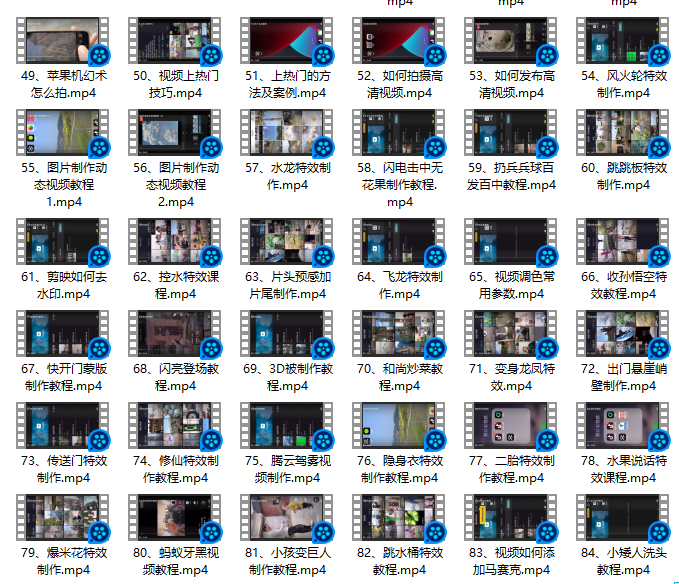 mp4
mp4
mp4
49、苹果机幻术
怎么拍.mp4
50、视频上热门
技巧.mp4
51、上热门的方
法及案例.mp4
52、如何拍摄高
清视频.mp4
53、如何发布高
清视频.mp4
54、风火轮特效
制作.mp4
55、图片制作动
态视频教程
1.mp4
56、图片制作动
态视频教程
2.mp4
57、水龙特效制
作.mp4
58、闪电击中无
花果制作教程.
mp4
59、扔兵乓球百
发百中教程.mp4
60、跳跳板特效
制作.mp4
61、剪映如何去
水印.mp4
62、控水特效课
程.mp4
63、片头预感加
片尾制作.mp4
64、飞龙特效制
作.mp4
65、视频调色常
用参数.mp4
66、收孙悟空特
效教程.mp4
67、快开门蒙版
制作教程.mp4
68、闪亮登场教
程.mp4
69、3D被制作教
程.mp4
70、和尚炒菜教
程.mp4
71、变身龙凤特
效.mp4
72、出门悬崖峭
壁制作.mp4
73、传送门特效
制作.mp4
74、修仙特效制
作教程.mp4
75、腾云驾雾视
频制作.mp4
76、隐身衣特效
制作教程.mp4
77、二胎特效制
作教程.mp4
78、水果说话特
效课程.mp4
79、爆米花特效
制作.mp4
80、蚂蚁牙黑视
频教程.mp4
81、小孩变巨人
制作教程.mp4
82、跳水桶特效
教程.mp4
83、视频如何添
加马赛克.mp4
84、小矮人洗头
教程.mp4